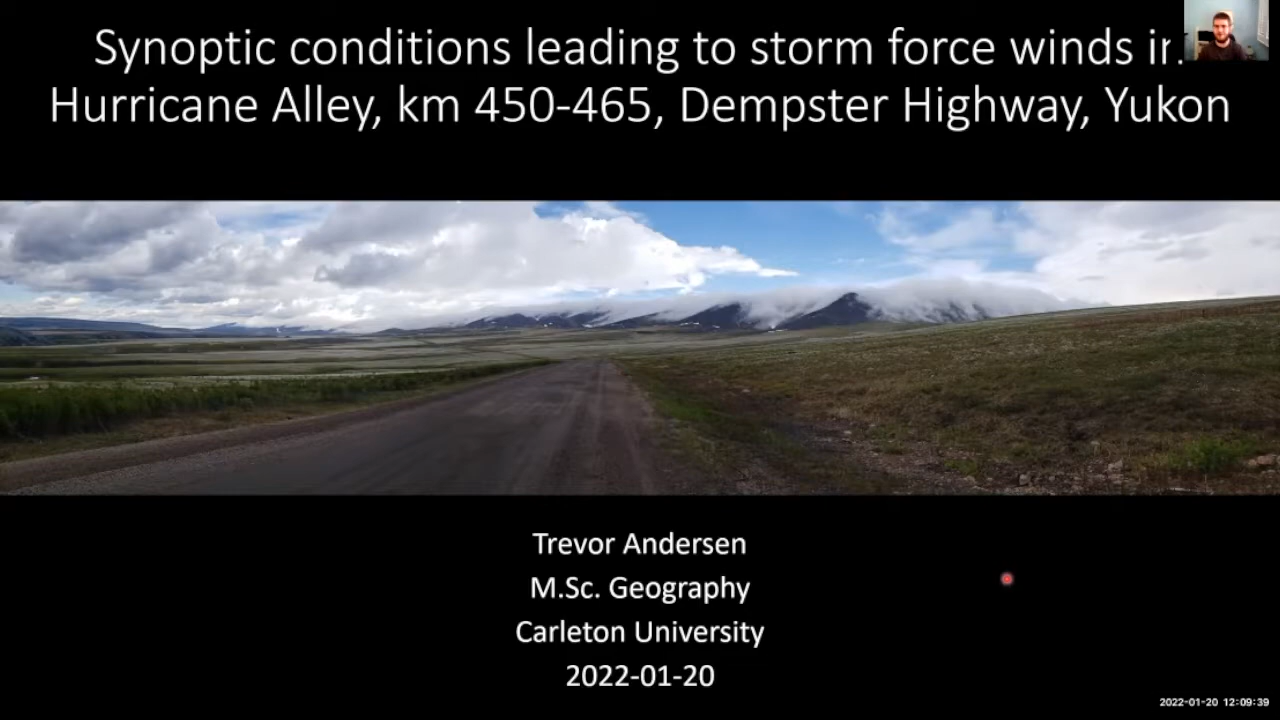 Synoptic conditions leading to storm force winds in
Hurricane Alley, km 450-465, Dempster Highway, Yukon
Trevor Andersen
M.Sc. Geography
Carleton University
2022-01-20
2022-01-20 12:09:39